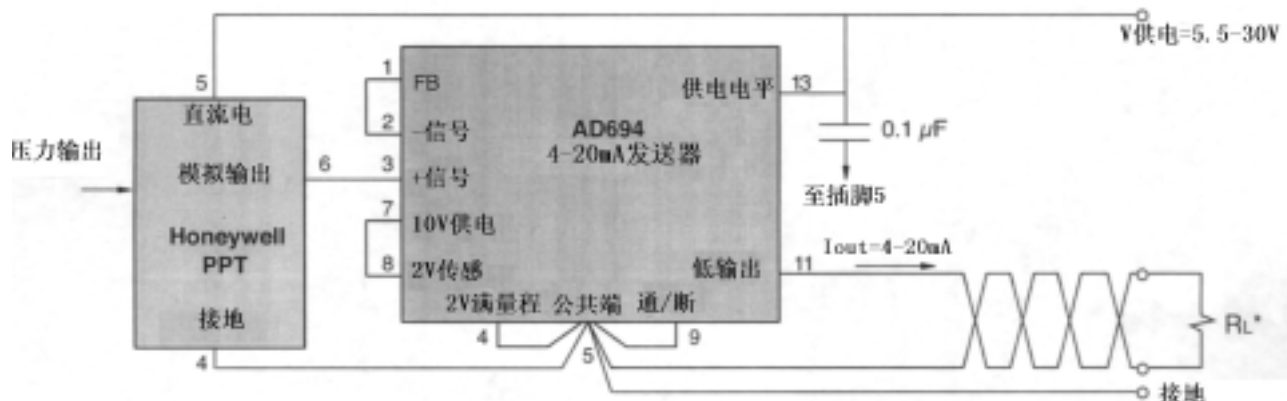 V供电=5.5-30V
5
直流电
压力输出
模拟输出
6
Honeywell
PPT
接地
4
1
FB
2
-信号
3
+信号
7
10V供电
8
2V传感
AD694
4-20mA发送器
供电电平
13
0.1 µF
至插脚5
Iout=4-20mA
低输出
11
2V满量程 公共端 通/断
4
5
9
RL*
接地